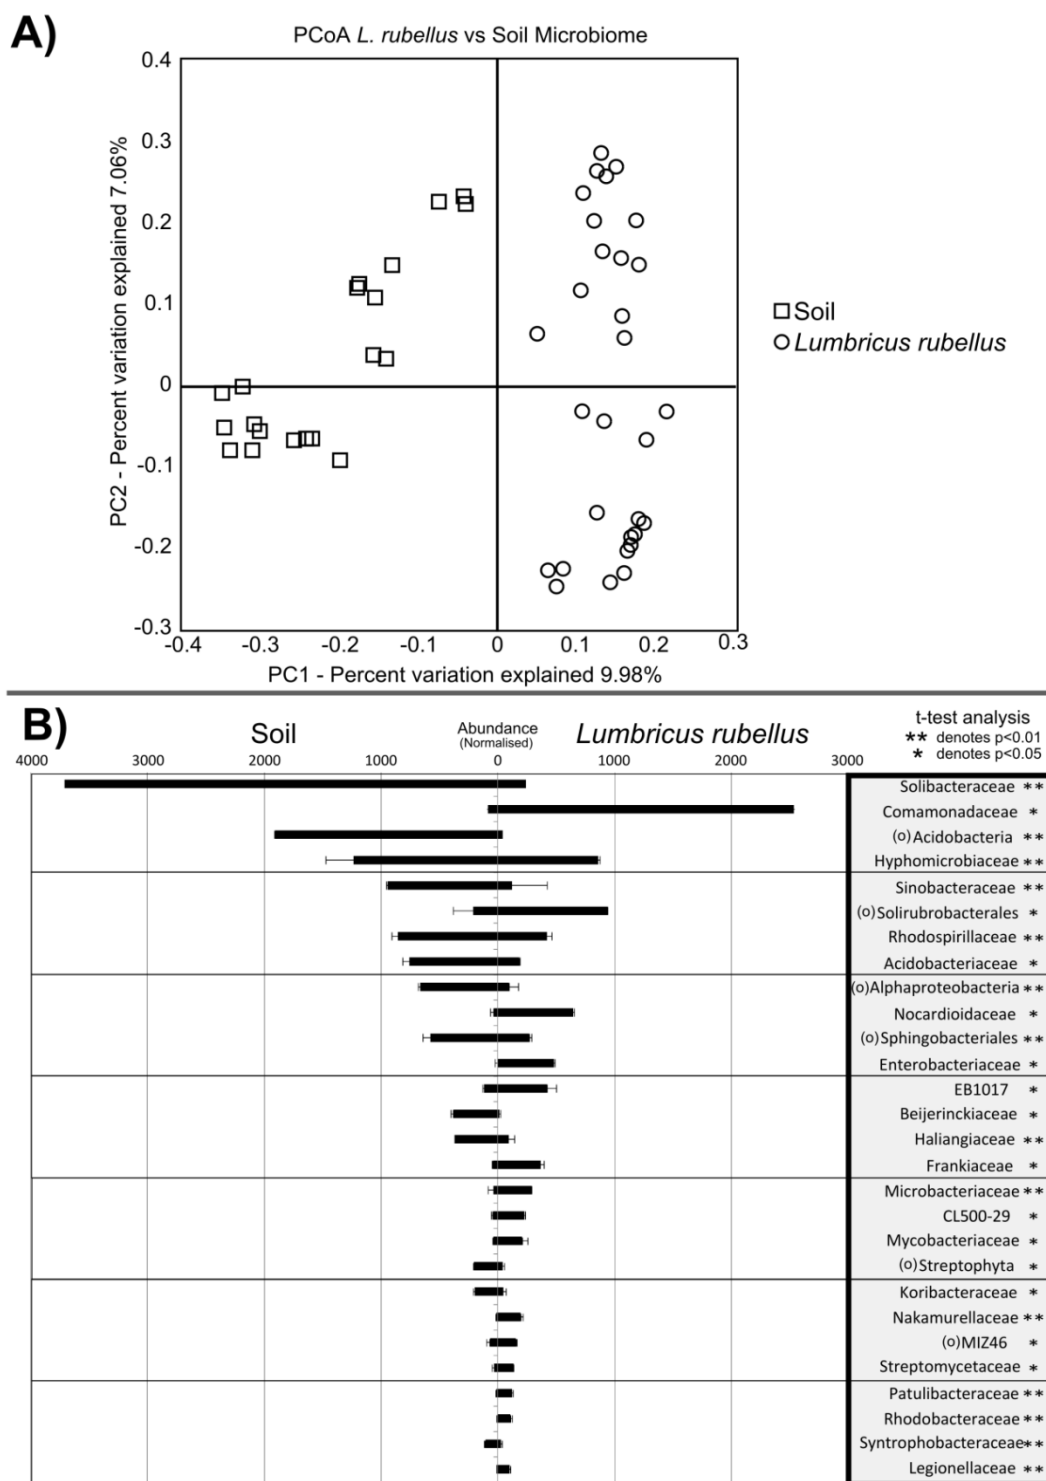 A)
PCoA L. rubellus vs Soil Microbiome
0.4
0.3
0.2
0.1
0
-0.1
-0.2
-0.3
PC2 - Percent variation explained 7.06%
-0.4 -0.3 -0.2 -0.1 0 0.1 0.2 0.3
PC1 - Percent variation explained 9.98%
Soil
Lumbricus rubellus
B)
Soil
Abundance
(Normalised)
Lumbricus rubellus
t-test analysis
** denotes p<0.01
* denotes p<0.05
4000 3000 2000 1000 0 1000 2000 3000
Solibacteraceae **
Comamonadaceae *
(o)Acidobacteria **
Hyphomicrobiaceae **
Sinobacteraceae **
(o)Solirubrobacterales *
Rhodospirillaceae **
Acidobacteriaceae *
(o)Alphaproteobacteria **
Nocardioidaceae *
(o)Sphingobacteriales **
Enterobacteriaceae *
EB1017 *
Beijerinckiaceae *
Haliangiaceae **
Frankiaceae *
Microbacteriaceae **
CL500-29 *
Mycobacteriaceae *
(o)Streptophyta *
Koribacteraceae *
Nakamurellaceae **
(o)MIZ46 *
Streptomycetaceae *
Patulibacteraceae **
Rhodobacteraceae **
Syntrophobacteraceae **
Legionellaceae **